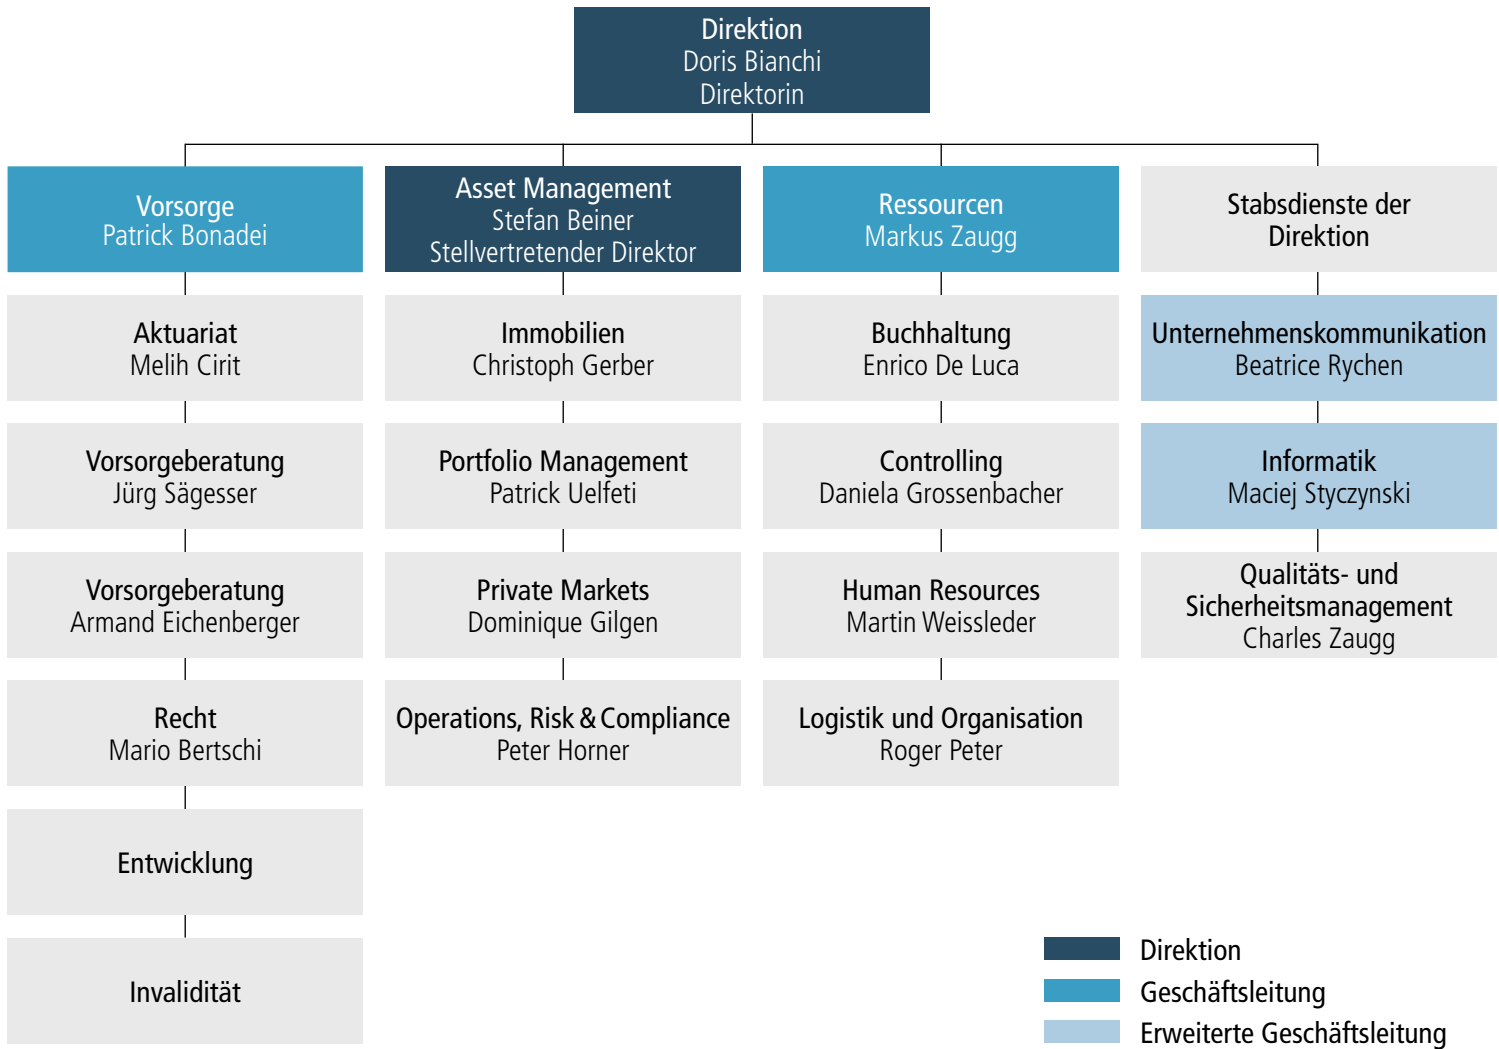 Direktion
Doris Bianchi
Direktorin
Vorsorge
Patrick Bonadei
Asset Management
Stefan Beiner
Stellvertretender Direktor
Ressourcen
Markus Zaugg
Stabsdienste der
Direktion
Aktuariat
Melih Cirit
Immobilien
Christoph Gerber
Buchhaltung
Enrico De Luca
Unternehmenskommunikation
Beatrice Rychen
Vorsorgeberatung
Jürg Sägesser
Portfolio Management
Patrick Uelfeti
Controlling
Daniela Grossenbacher
Informatik
Maciej Styczynski
Vorsorgeberatung
Armand Eichenberger
Private Markets
Dominique Gilgen
Human Resources
Martin Weissleder
Qualitäts- und
Sicherheitsmanagement
Charles Zaugg
Recht
Mario Bertschi
Operations, Risk & Compliance
Peter Horner
Logistik und Organisation
Roger Peter
Entwicklung
Invalidität
Direktion
Geschäftsleitung
Erweiterte Geschäftsleitung